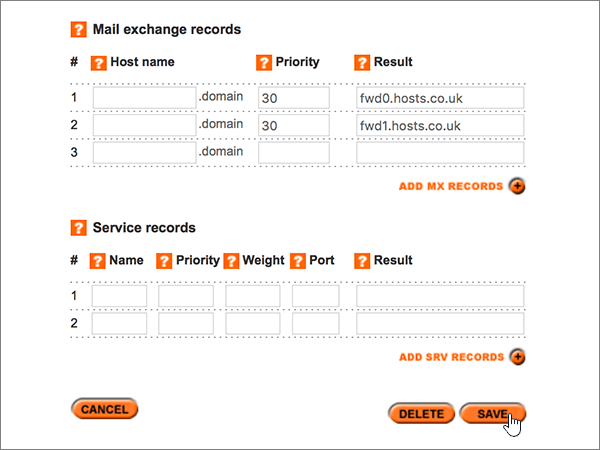 ? Mail exchange records
# ? Host name ? Priority ? Result
1 .domain 30 fwd0.hosts.co.uk
2 .domain 30 fwd1.hosts.co.uk
3 .domain
ADD MX RECORDS +
? Service records
# ? Name ? Priority ? Weight ? Port ? Result
1
2
ADD SRV RECORDS +
CANCEL DELETE SAVE